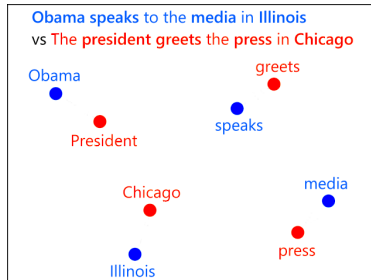 Obama speaks to the media in Illinois
vs The president greets the press in Chicago
Obama
greets
speaks
President
Chicago
media
press
Illinois